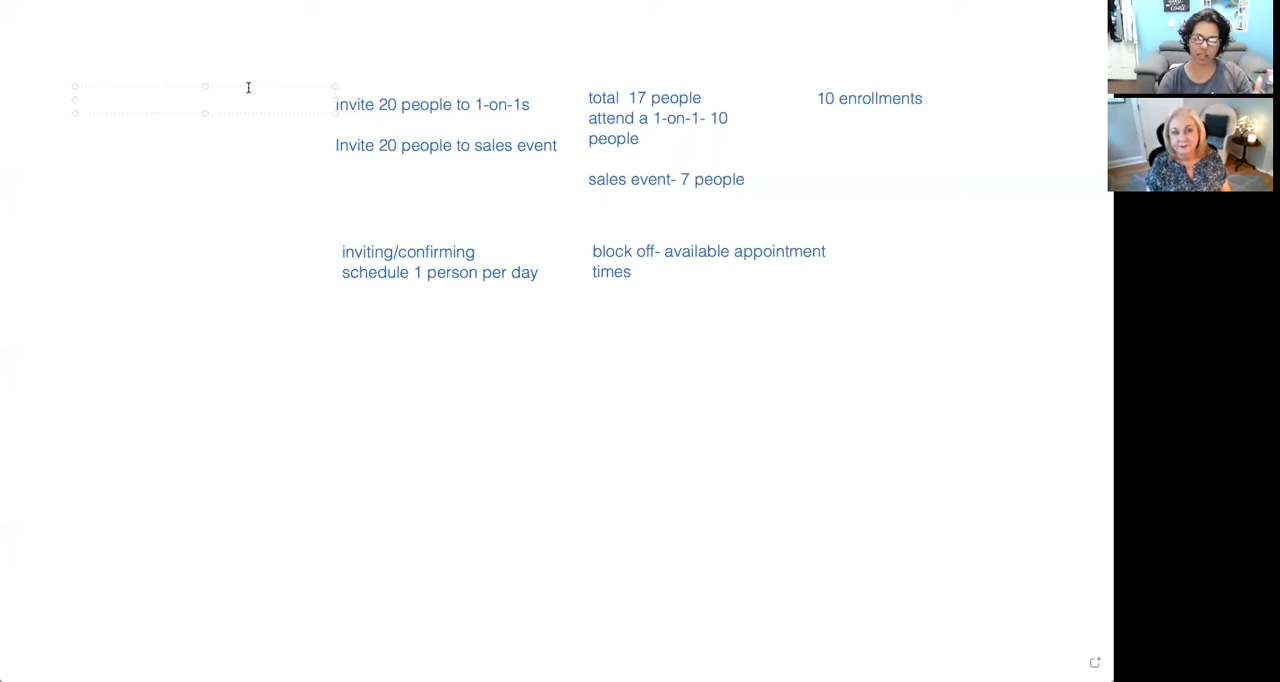 invite 20 people to 1-on-1s
Invite 20 people to sales event
total 17 people
attend a 1-on-1- 10
people
sales event- 7 people
10 enrollments
inviting/confirming
schedule 1 person per day
block off- available appointment
times